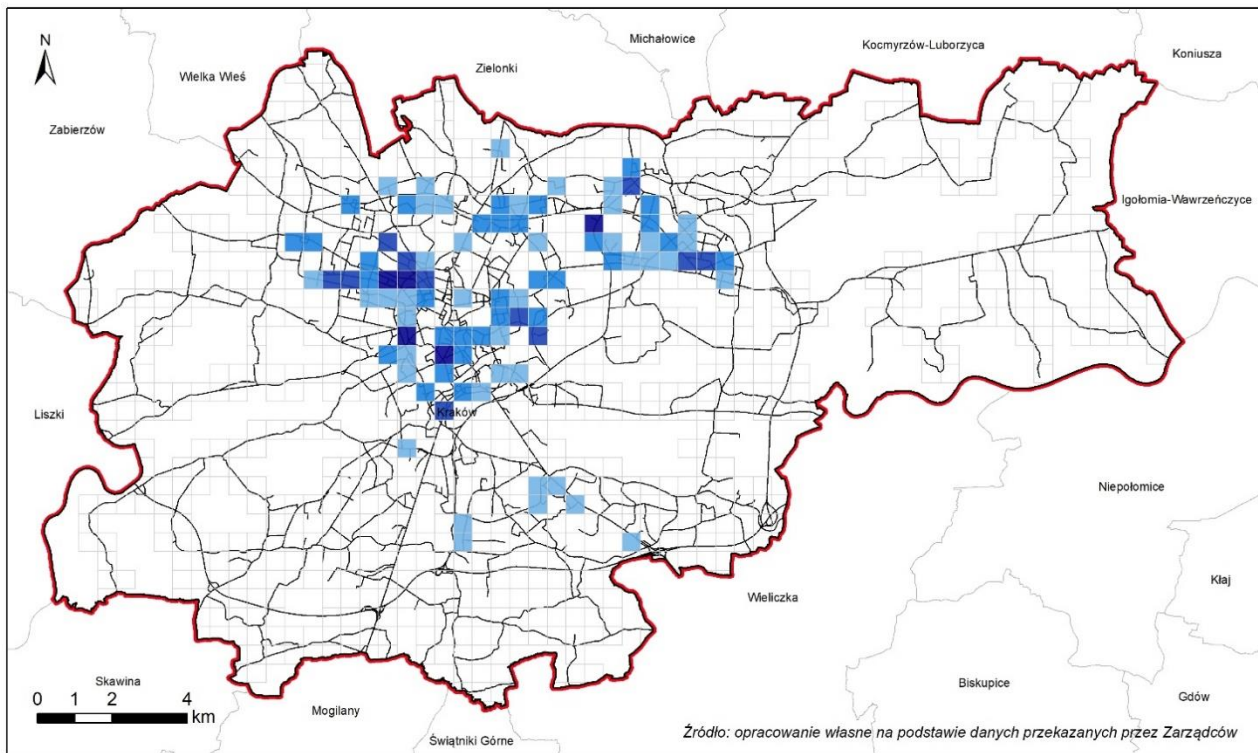 N
Michałowice
Kocmyrzów-Luborzyca
Koniusza
Zielonki
Wielka Wieś
Zabierzów
Igołomia-Wawrzeńczyce
Liszki
Kraków
Niepołomice
Kłaj
Wieliczka
Skawina
Biskupice
Gdów
0 1 2 4
km
Mogilany
Świątniki Górne
Źródło: opracowanie własne na podstawie danych przekazanych przez Zarządców